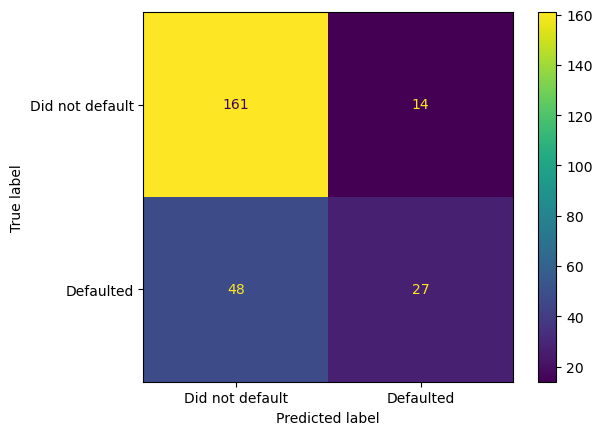 160
140
120
100
80
60
40
20
True label
Did not default
161
14
Defaulted
48
27
Did not default
Defaulted
Predicted label